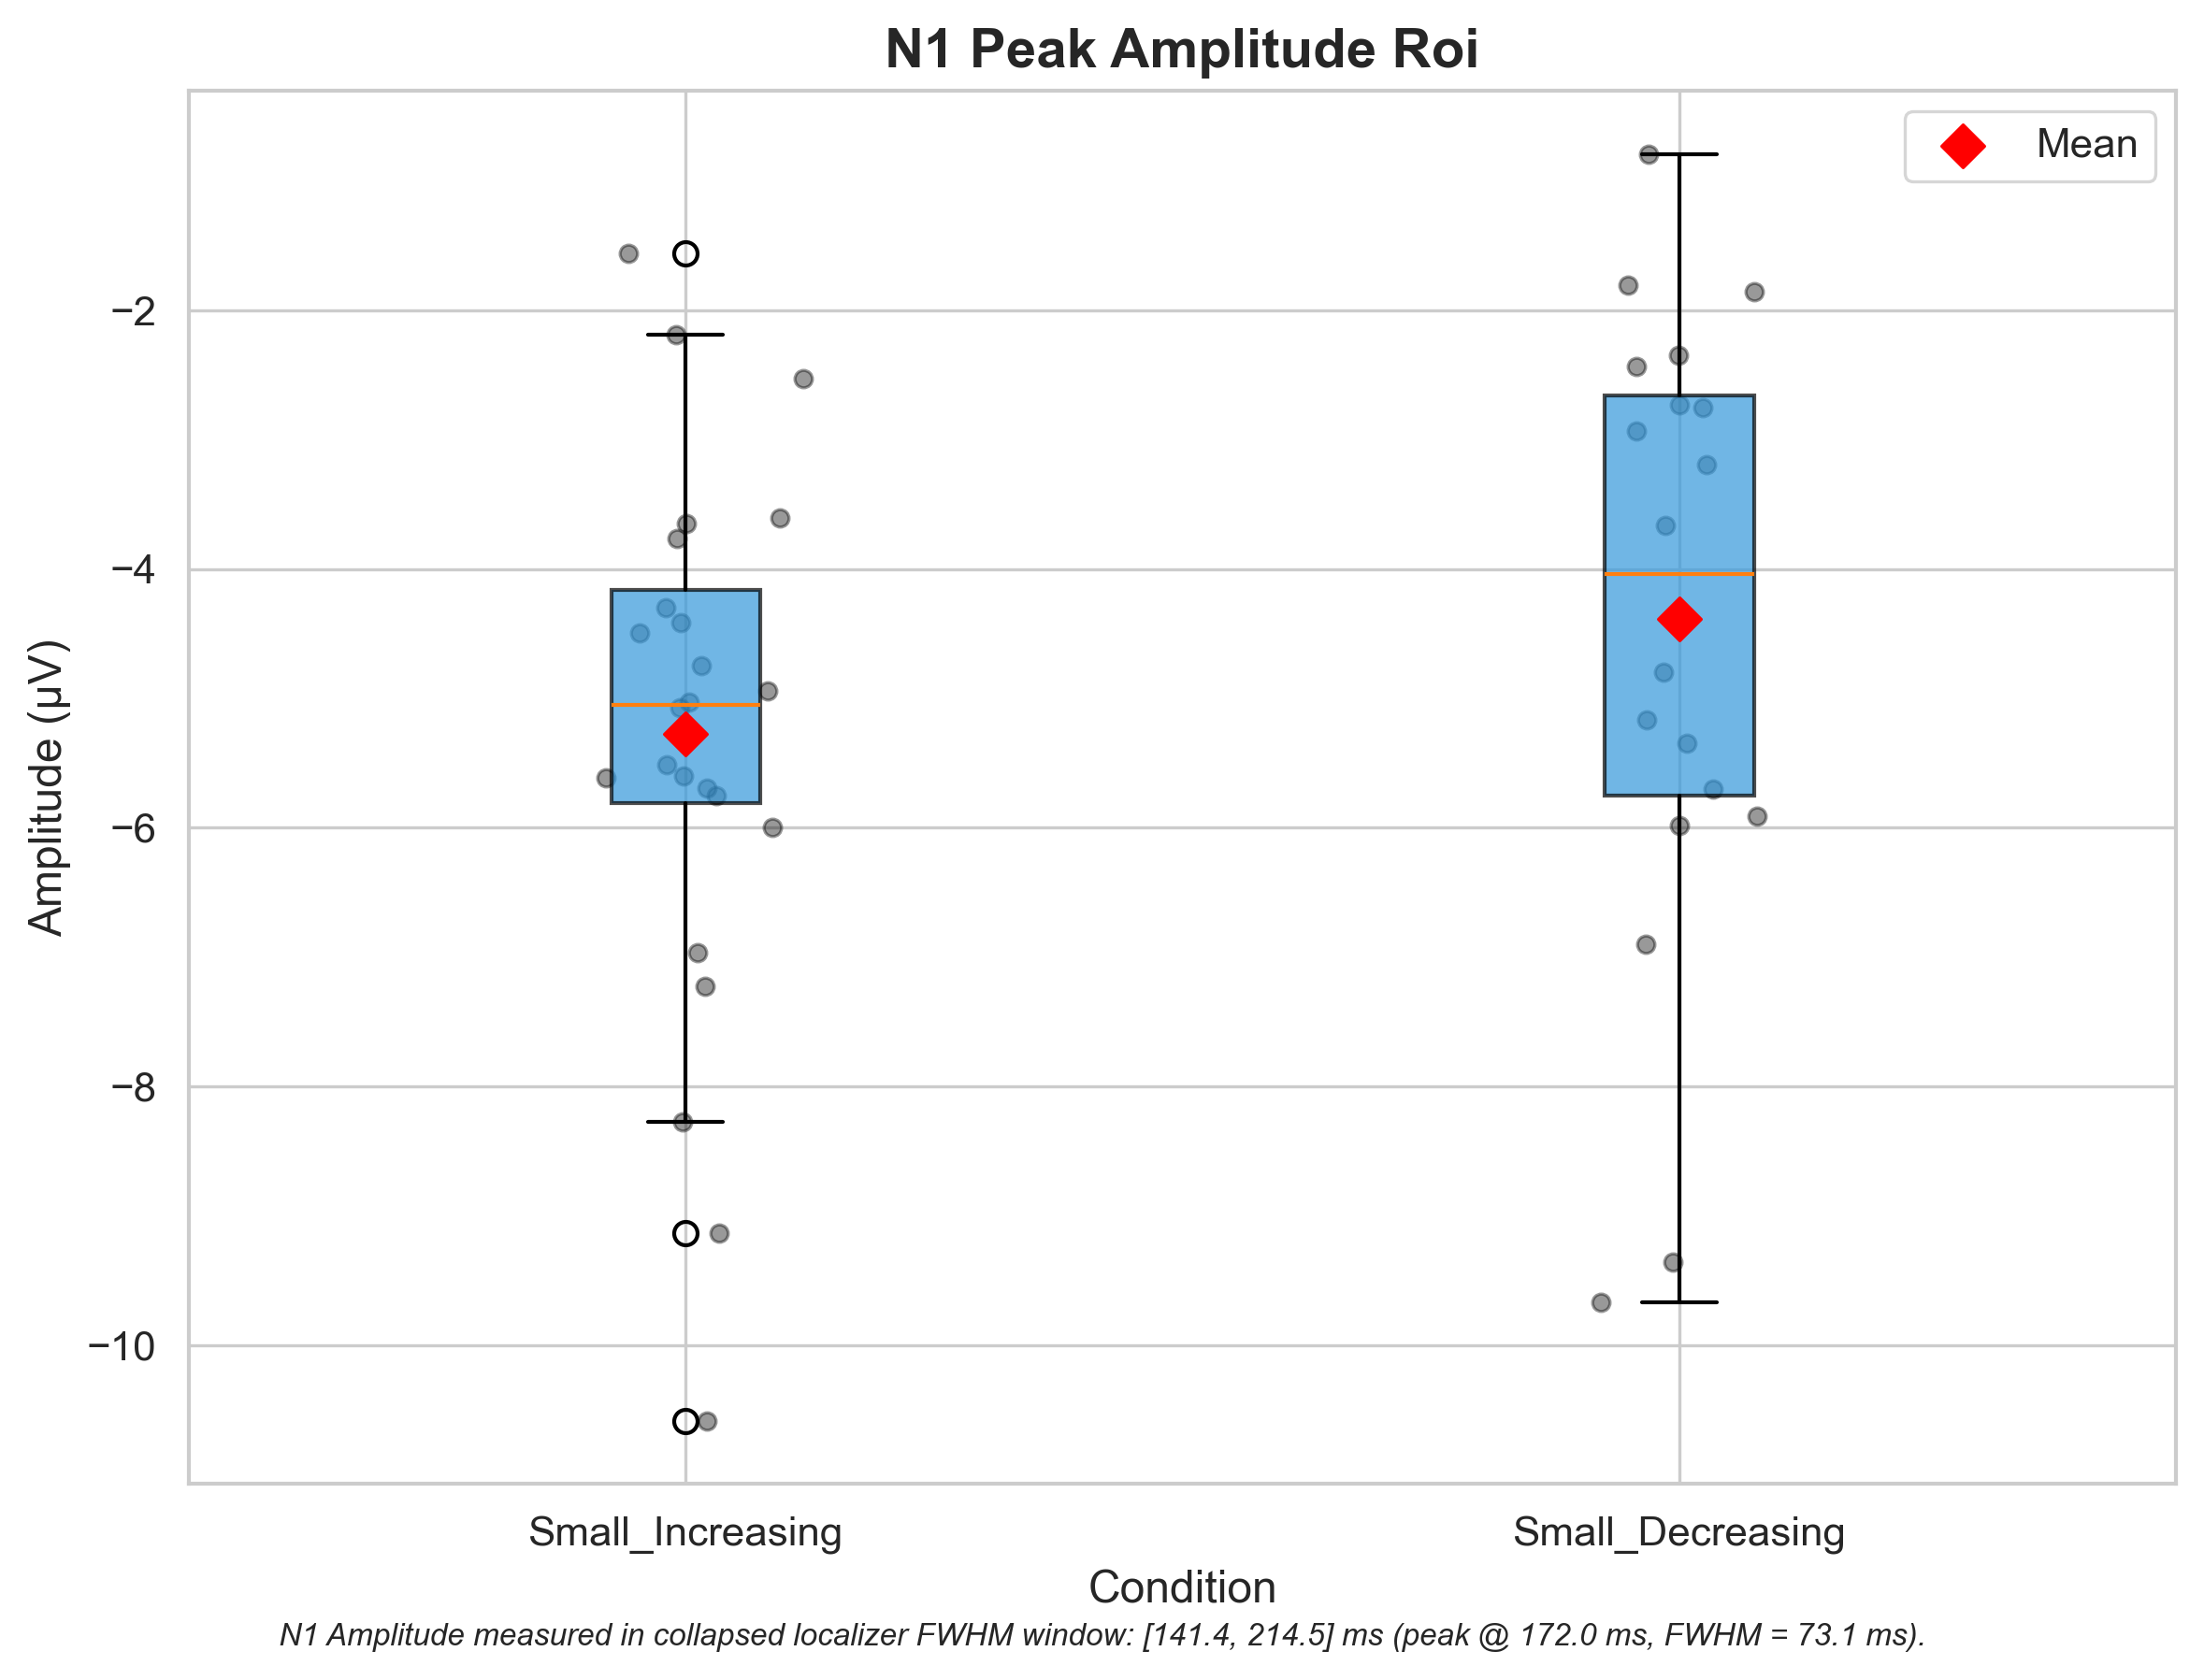 N1 Peak Amplitude Roi
Mean
Amplitude (µV)
−2
−4
−6
−8
−10
Small_Increasing
Small_Decreasing
Condition
N1 Amplitude measured in collapsed localizer FWHM window: [141.4, 214.5] ms (peak @ 172.0 ms, FWHM = 73.1 ms).